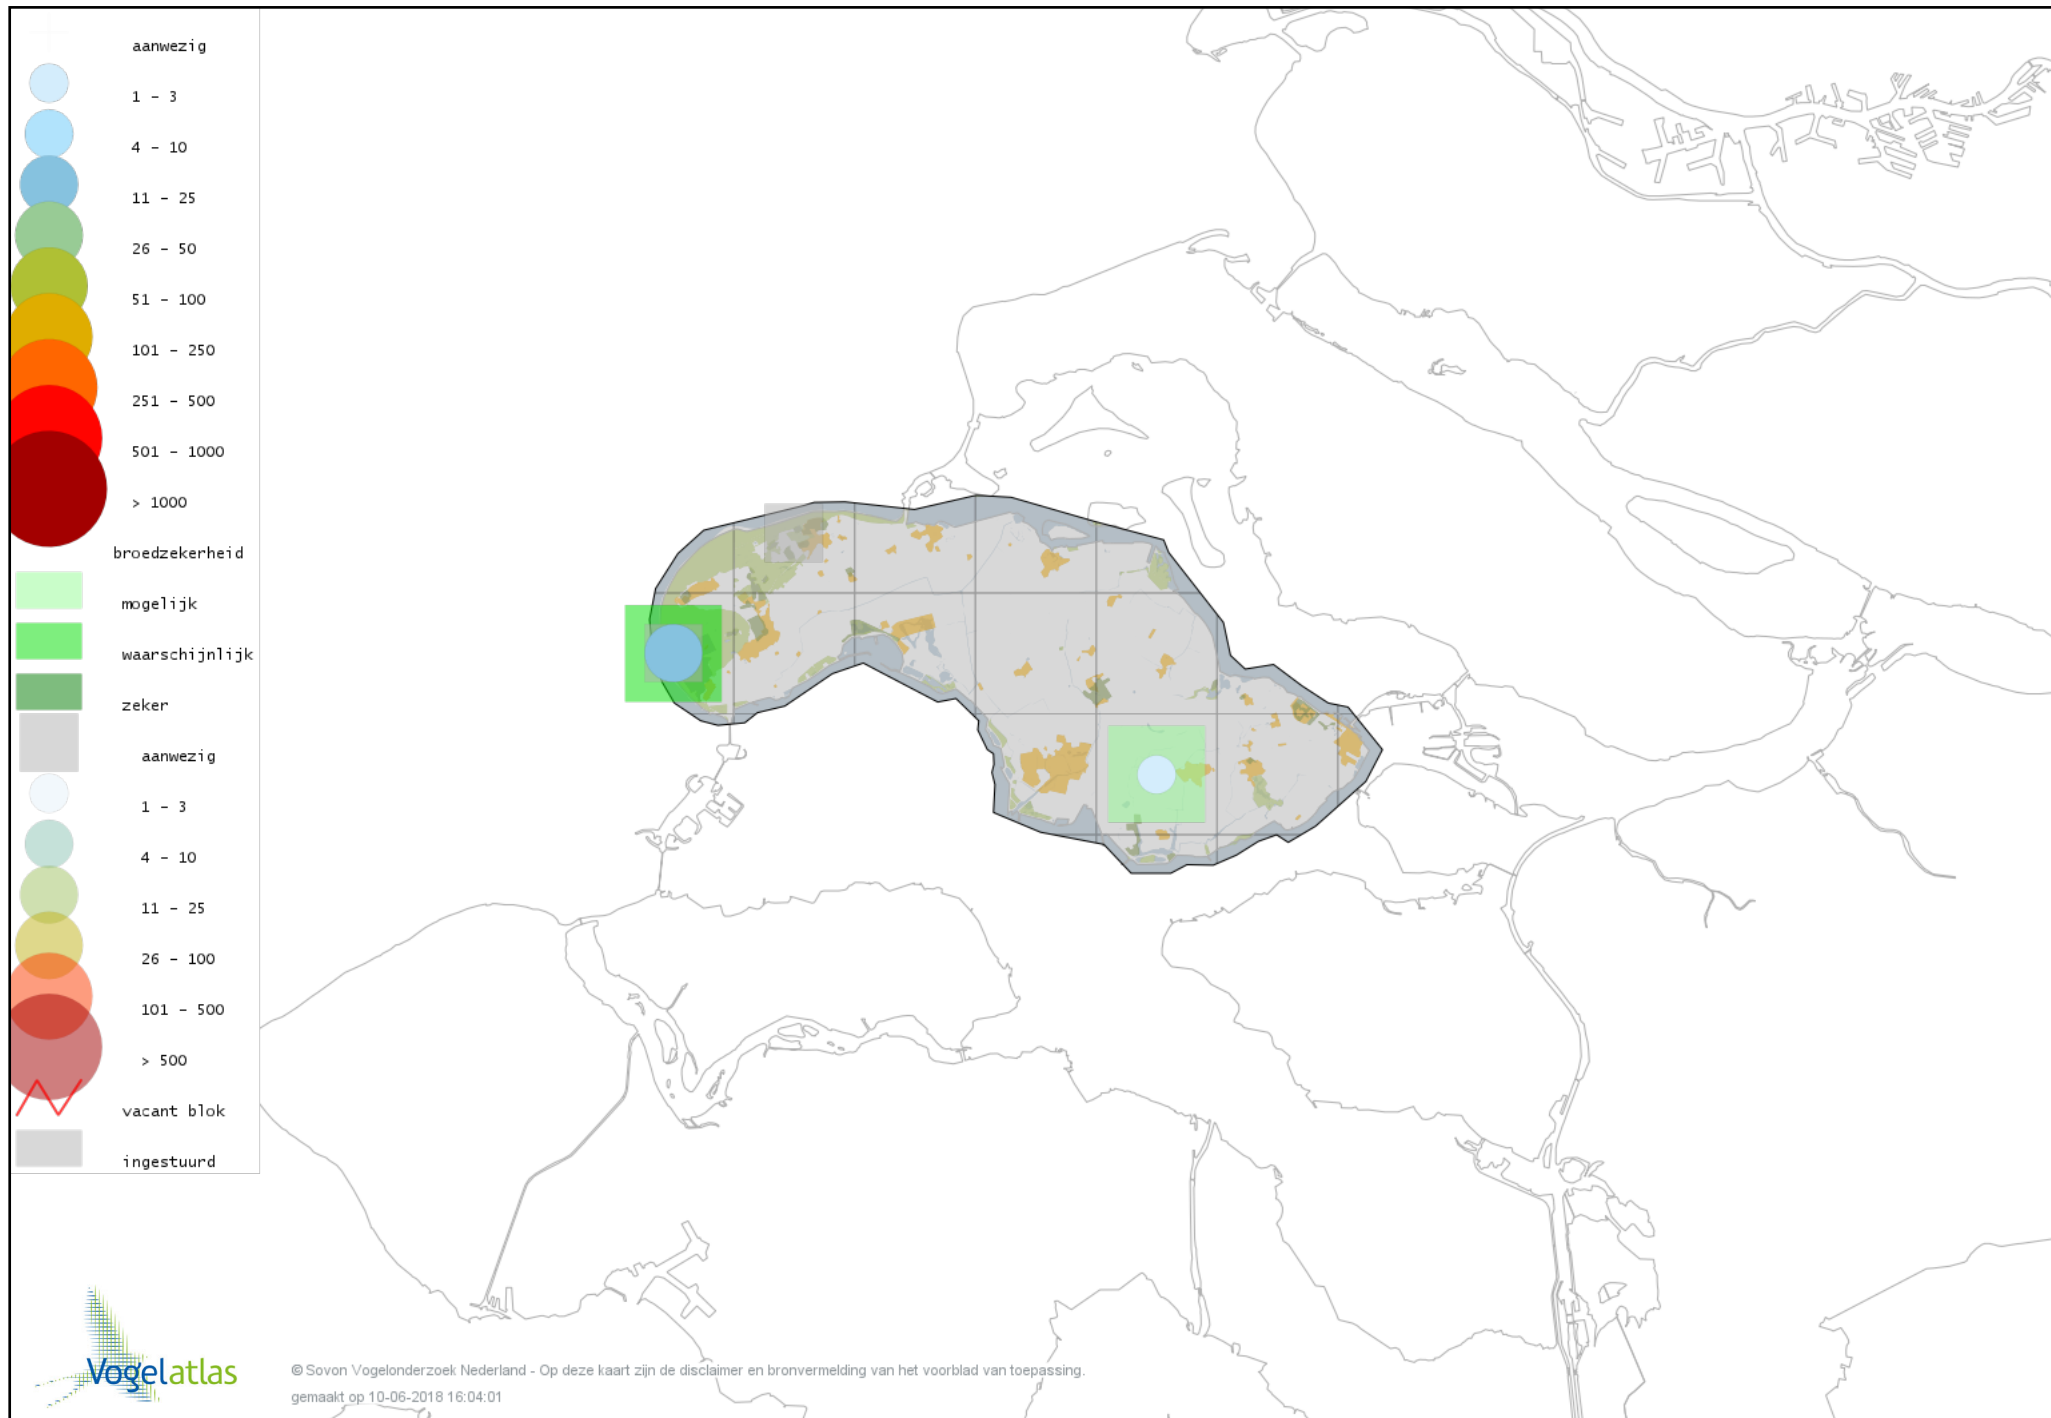 aanwezig
1 - 3
4 - 10
11 - 25
26 - 50
51 - 100
101 - 250
251 - 500
501 - 1000
> 1000
broedzekerheid
mogelijk
waarschijnlijk
zeker
aanwezig
1 - 3
4 - 10
11 - 25
26 - 100
101 - 500
> 500
vacant blok
ingestuurd
Vogelatlas
© Sovon Vogelonderzoek Nederland - Op deze kaart zijn de disclaimer en bronvermelding van het voorblad van toepassing.
gemaakt op 10-06-2018 16:04:01